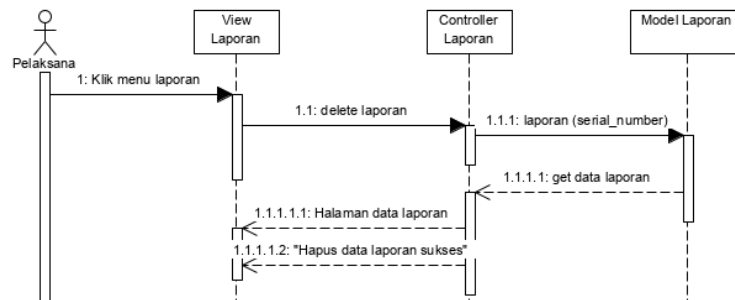 View
Laporan
Controller
Laporan
Model Laporan
Pelaksana
1: Klik menu laporan
1.1: delete laporan
1.1.1: laporan (serial_number)
1.1.1.1: get data laporan
1.1.1.1.1: Halaman data laporan
1.1.1.1.2: "Hapus data laporan sukses"